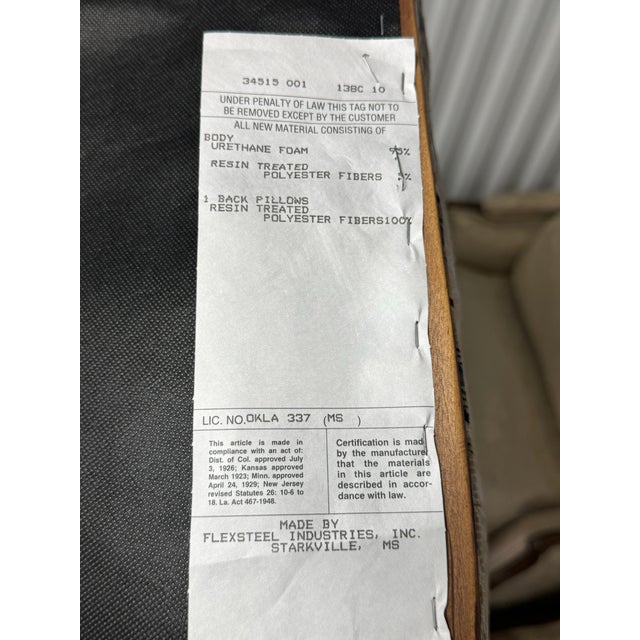 34515 001 138C 10
UNDER PENALTY OF LAW THIS TAG NOT TO
BE REMOVED EXCEPT BY THE CUSTOMER
ALL NEW MATERIAL CONSISTING OF
BODY
URETHANE FOAM 95%
RESIN TREATED
POLYESTER FIBERS 5%
1 BACK PILLOWS
RESIN TREATED
POLYESTER FIBERS100%
LIC. NO.OKLA 337 (MS )
This article is made in
compliance with an act of:
Dist. of Col. approved July
3, 1926; Kansas approved
March 1923; Minn. approved
April 24, 1929; New Jersey
revised Statutes 26: 10-6 to
18. La. Act 467-1948.
Certification is made
by the manufacturer
that the materials
in this article are
described in accor-
dance with law.
MADE BY
FLEXSTEEL INDUSTRIES, INC.
STARKVILLE, MS